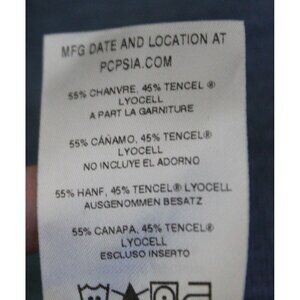 MFG DATE AND LOCATION AT
PCPSIA.COM
55% CHANVRE, 45% TENCEL ®
LYOCELL
A PART LA GARNITURE
55% CÁÑAMO, 45% TENCEL®
LYOCELL
NO INCLUYE EL ADORNO
55% HANF, 45% TENCEL® LYOCELL
AUSGENOMMEN BESATZ
55% CANAPA, 45% TENCEL®
LYOCELL
ESCLUSO INSERTO